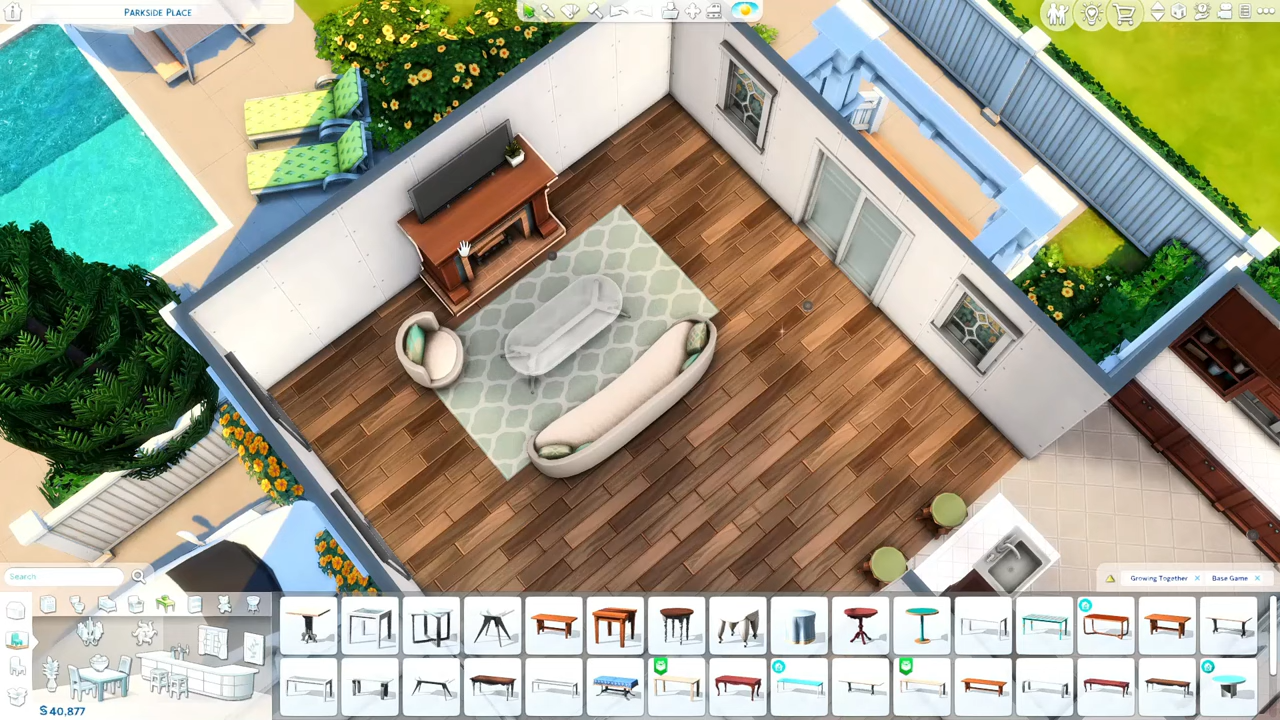 PARKSIDE PLACE
Search
Growing Together
Base Game
§40,877